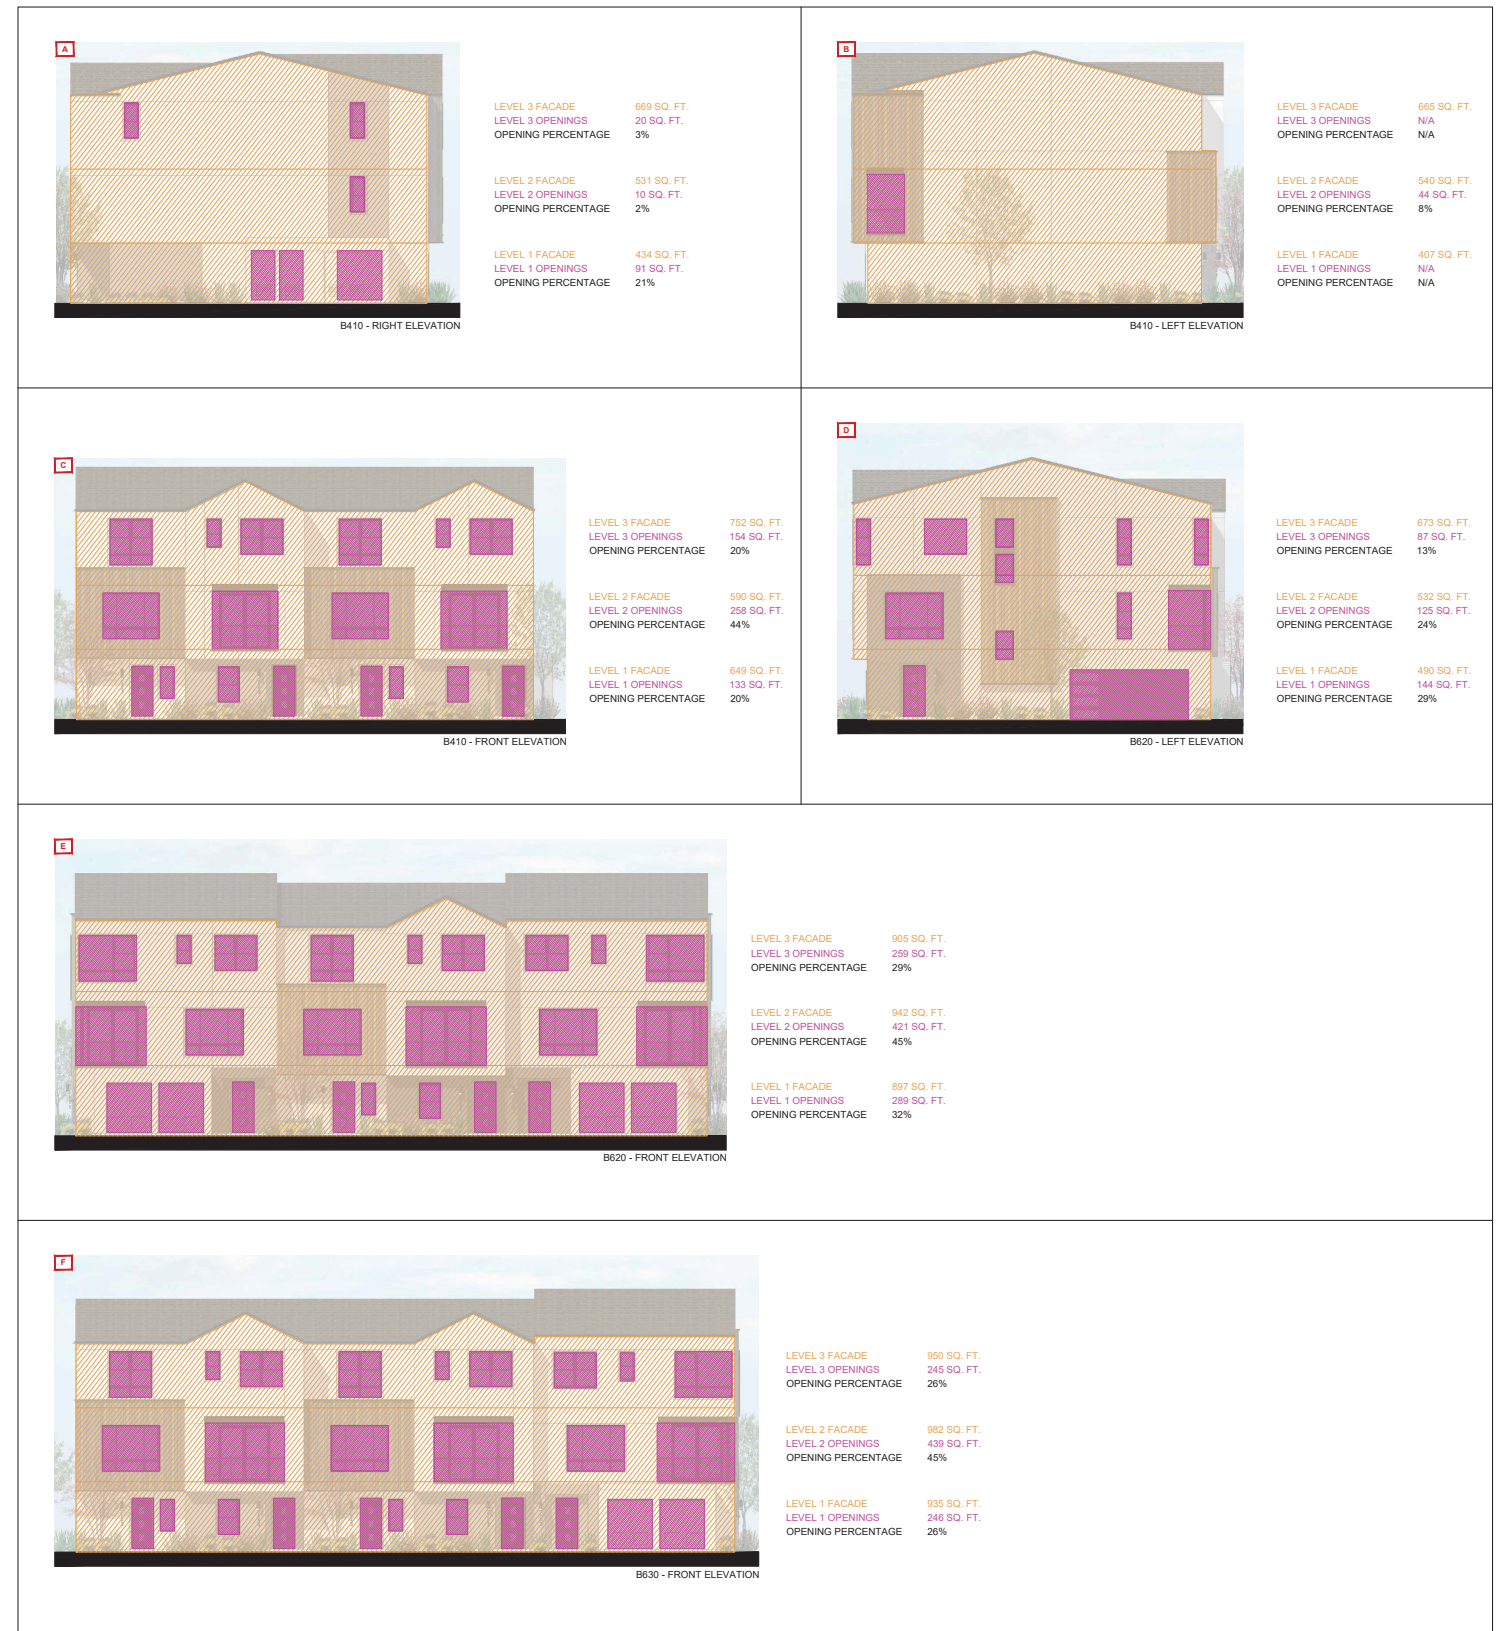 A
LEVEL 3 FACADE 669 SQ. FT.
LEVEL 3 OPENINGS 20 SQ. FT.
OPENING PERCENTAGE 3%
LEVEL 2 FACADE 531 SQ. FT.
LEVEL 2 OPENINGS 10 SQ. FT.
OPENING PERCENTAGE 2%
LEVEL 1 FACADE 434 SQ. FT.
LEVEL 1 OPENINGS 91 SQ. FT.
OPENING PERCENTAGE 21%
B410 - RIGHT ELEVATION
B
LEVEL 3 FACADE 665 SQ. FT.
LEVEL 3 OPENINGS N/A
OPENING PERCENTAGE N/A
LEVEL 2 FACADE 540 SQ. FT.
LEVEL 2 OPENINGS 44 SQ. FT.
OPENING PERCENTAGE 8%
LEVEL 1 FACADE 407 SQ. FT.
LEVEL 1 OPENINGS N/A
OPENING PERCENTAGE N/A
B410 - LEFT ELEVATION
C
LEVEL 3 FACADE 752 SQ. FT.
LEVEL 3 OPENINGS 154 SQ. FT.
OPENING PERCENTAGE 20%
LEVEL 2 FACADE 590 SQ. FT.
LEVEL 2 OPENINGS 258 SQ. FT.
OPENING PERCENTAGE 44%
LEVEL 1 FACADE 649 SQ. FT.
LEVEL 1 OPENINGS 133 SQ. FT.
OPENING PERCENTAGE 20%
B410 - FRONT ELEVATION
D
LEVEL 3 FACADE 673 SQ. FT.
LEVEL 3 OPENINGS 87 SQ. FT.
OPENING PERCENTAGE 13%
LEVEL 2 FACADE 532 SQ. FT.
LEVEL 2 OPENINGS 125 SQ. FT.
OPENING PERCENTAGE 24%
LEVEL 1 FACADE 490 SQ. FT.
LEVEL 1 OPENINGS 144 SQ. FT.
OPENING PERCENTAGE 29%
B620 - LEFT ELEVATION
E
LEVEL 3 FACADE 905 SQ. FT.
LEVEL 3 OPENINGS 259 SQ. FT.
OPENING PERCENTAGE 29%
LEVEL 2 FACADE 942 SQ. FT.
LEVEL 2 OPENINGS 421 SQ. FT.
OPENING PERCENTAGE 45%
LEVEL 1 FACADE 897 SQ. FT.
LEVEL 1 OPENINGS 289 SQ. FT.
OPENING PERCENTAGE 32%
B620 - FRONT ELEVATION
F
LEVEL 3 FACADE 950 SQ. FT.
LEVEL 3 OPENINGS 245 SQ. FT.
OPENING PERCENTAGE 26%
LEVEL 2 FACADE 982 SQ. FT.
LEVEL 2 OPENINGS 439 SQ. FT.
OPENING PERCENTAGE 45%
LEVEL 1 FACADE 935 SQ. FT.
LEVEL 1 OPENINGS 246 SQ. FT.
OPENING PERCENTAGE 26%
B630 - FRONT ELEVATION